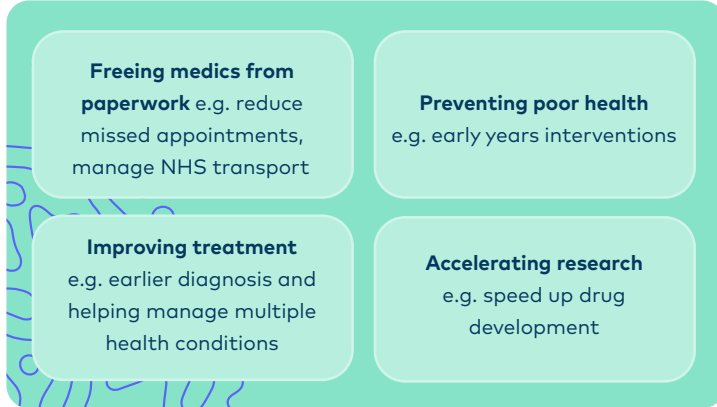 Freeing medics from
paperwork e.g. reduce
missed appointments,
manage NHS transport
Preventing poor health
e.g. early years interventions
Improving treatment
e.g. earlier diagnosis and
helping manage multiple
health conditions
Accelerating research
e.g. speed up drug
development